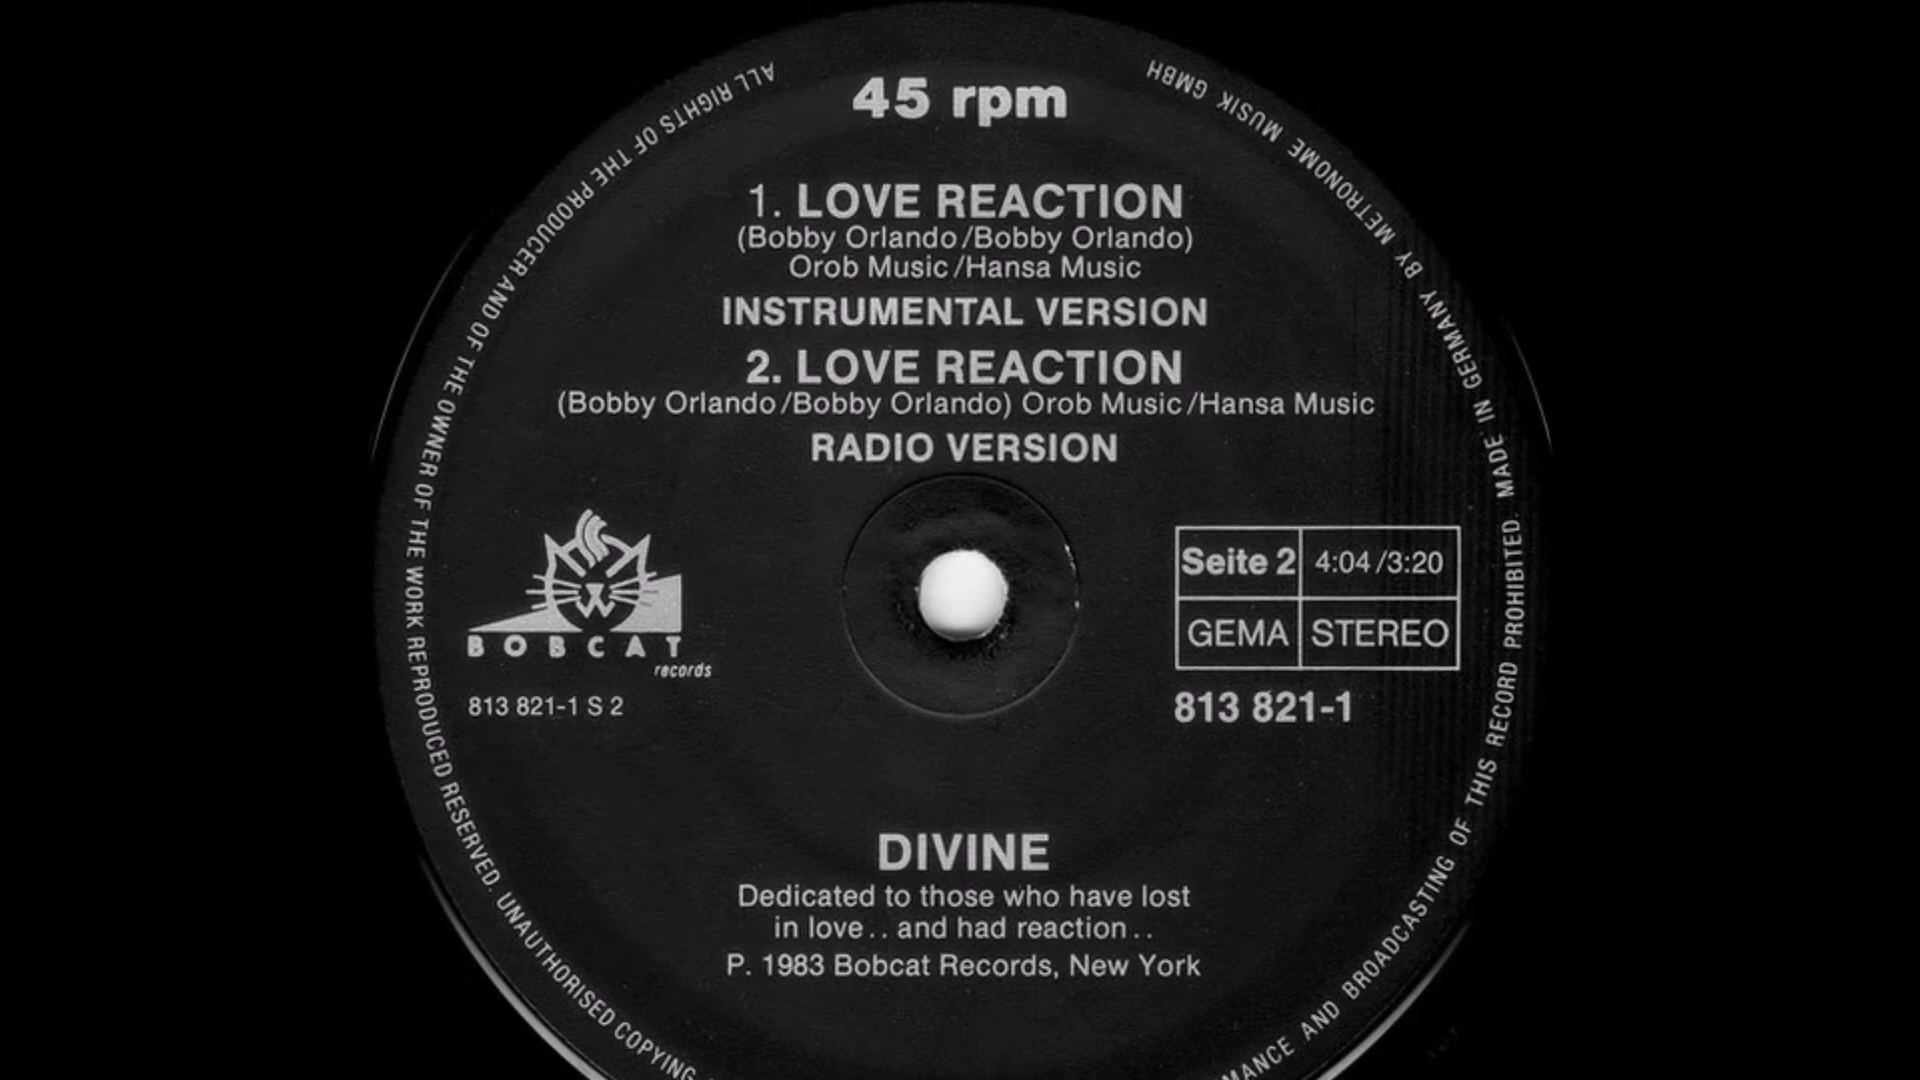 45 rpm
1. LOVE REACTION
(Bobby Orlando/Bobby Orlando)
Orob Music/Hansa Music
INSTRUMENTAL VERSION
2. LOVE REACTION
(Bobby Orlando/Bobby Orlando) Orob Music/Hansa Music
RADIO VERSION
BOBCAT
records
813 821-1 S 2
Seite 2 4:04/3:20
GEMA STEREO
813 821-1
DIVINE
Dedicated to those who have lost
in love.. and had reaction..
P. 1983 Bobcat Records, New York
ALL RIGHTS OF THE PRODUCER AND OF THE OWNER OF THE WORK REPRODUCED RESERVED. UNAUTHORISED COPYING
MANCE AND BROADCASTING OF THIS RECORD PROHIBITED. MADE IN GERMANY BY METRONOME MUSIK GMBH